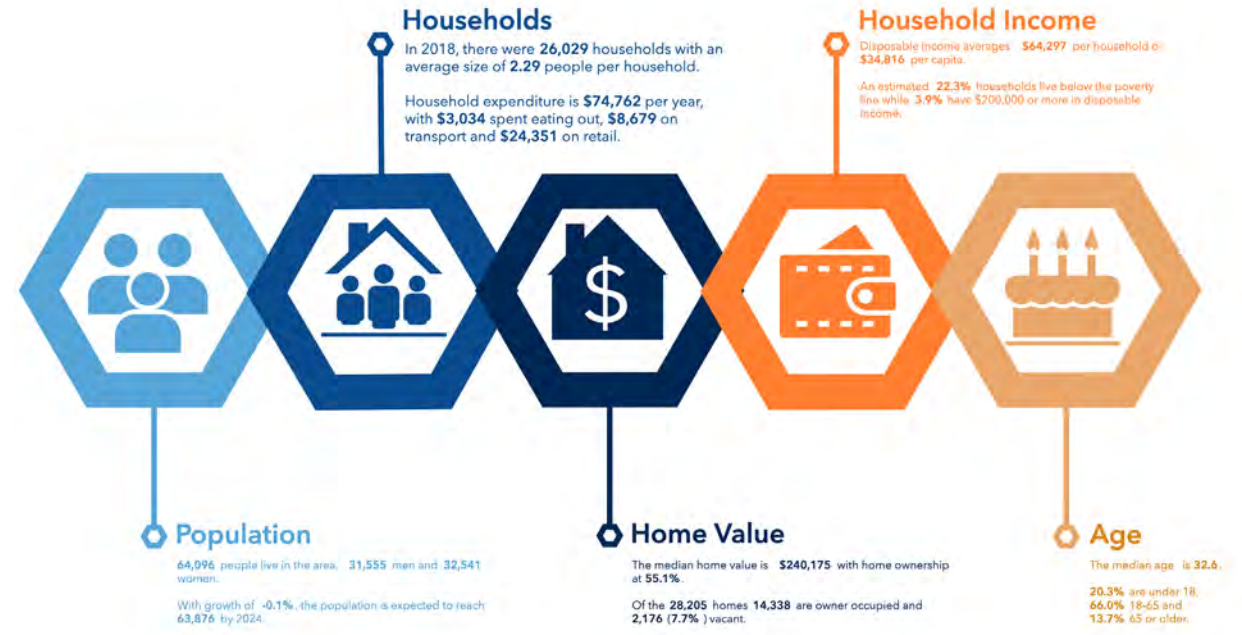 Households
In 2018, there were 26,029 households with an
average size of 2.29 people per household.
Household expenditure is $74,762 per year,
with $3,034 spent eating out, $8,679 on
transport and $24,351 on retail.
Household Income
Disposable income averages $64,297 per household o
$34,816 per capita.
An estimated 22.3% households live below the poverty
line while 3.9% have $200,000 or more in disposable
income.
$
Population
64,096 people live in the area, 31,555 men and 32,541
women.
With growth of -0.1%, the population is expected to reach
63,876 by 2024.
Home Value
The median home value is $240,175 with home ownership
at 55.1%.
Of the 28,205 homes 14,338 are owner occupied and
2,176 (7.7% ) vacant.
Age
The median age is 32.6.
20.3% are under 18,
66.0% 18-65 and
13.7% 65 or older.